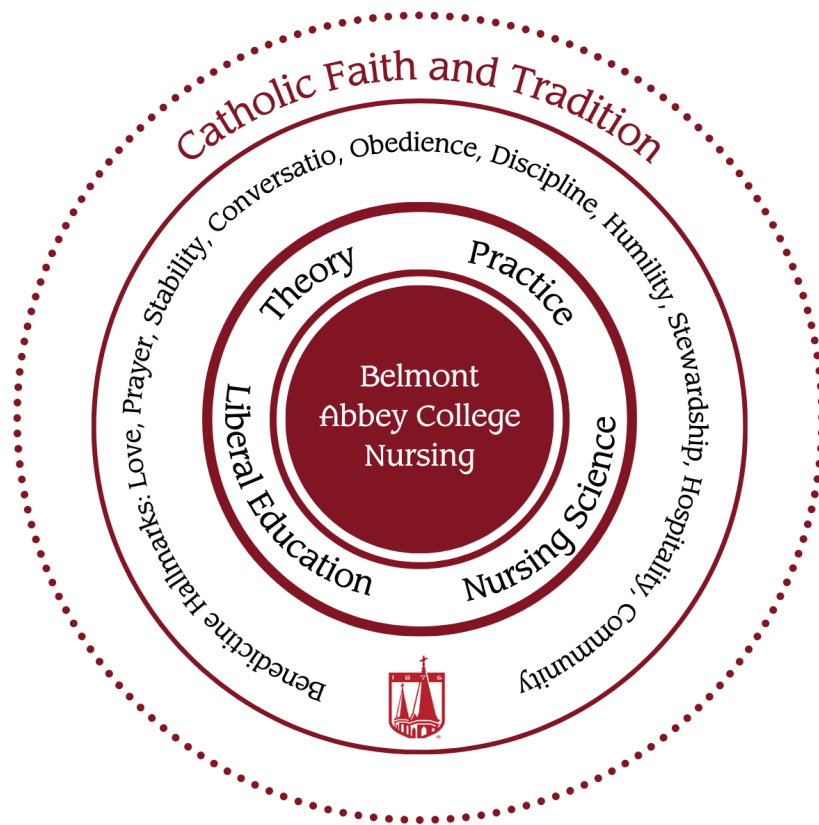 Catholic Faith and Tradition
Benedictine Hallmarks: Love, Prayer, Stability, Conversatio, Obedience, Discipline, Humility, Stewardship, Hospitality, Community
Theory
Practice
Liberal Education
Nursing Science
Belmont
Abbey College
Nursing
1876